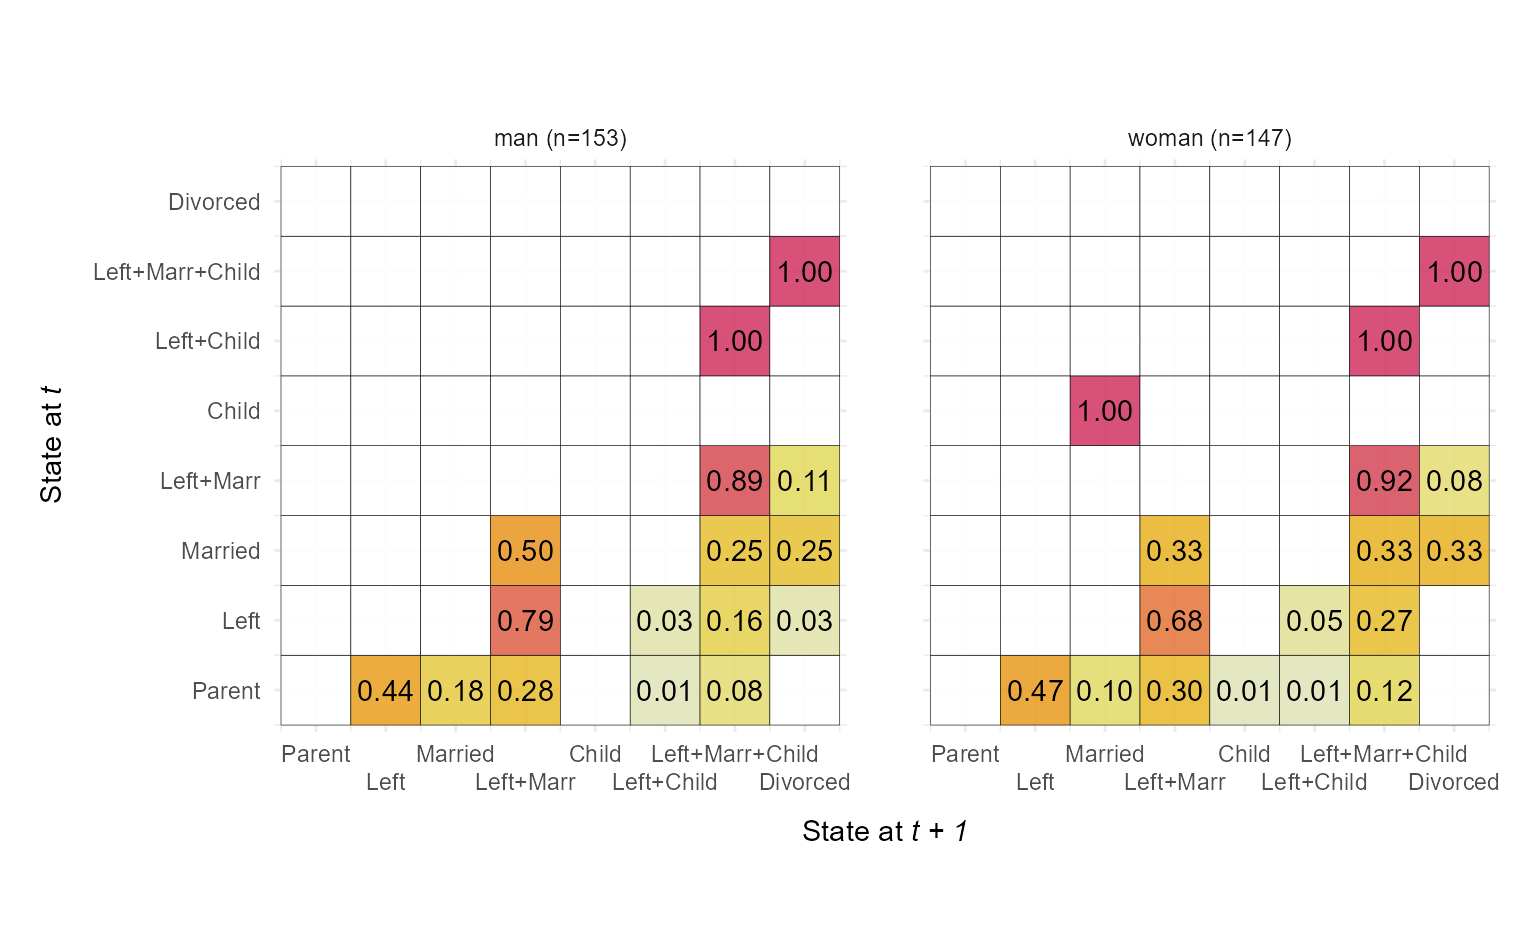 man (n=153) woman (n=147)
Divorced
Left+Marr+Child 1.00 1.00
Left+Child 1.00 1.00
Child 1.00
Left+Marr 0.89 0.11 0.92 0.08
Married 0.50 0.25 0.25 0.33 0.33 0.33
Left 0.79 0.03 0.16 0.03 0.68 0.05 0.27
Parent 0.44 0.18 0.28 0.01 0.08 0.47 0.10 0.30 0.01 0.01 0.12
Parent Married Child Left+Marr+Child Parent Married Child Left+Marr+Child
Left Left+Marr Left+Child Divorced Left Left+Marr Left+Child Divorced
State at t + 1
State at t